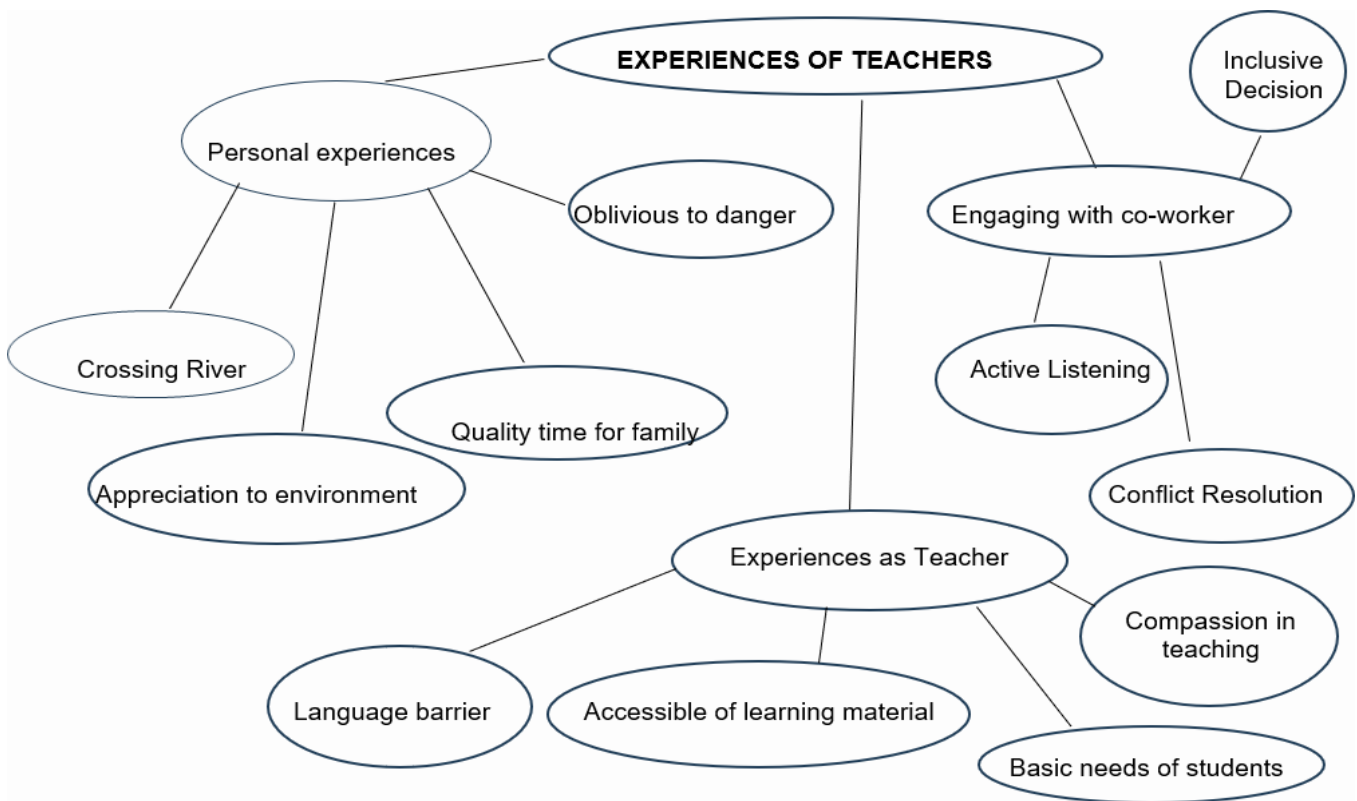 EXPERIENCES OF TEACHERS
Inclusive
Decision
Personal experiences
Oblivious to danger
Engaging with co-worker
Crossing River
Active Listening
Quality time for family
Appreciation to environment
Conflict Resolution
Experiences as Teacher
Compassion in
teaching
Language barrier
Accessible of learning material
Basic needs of students